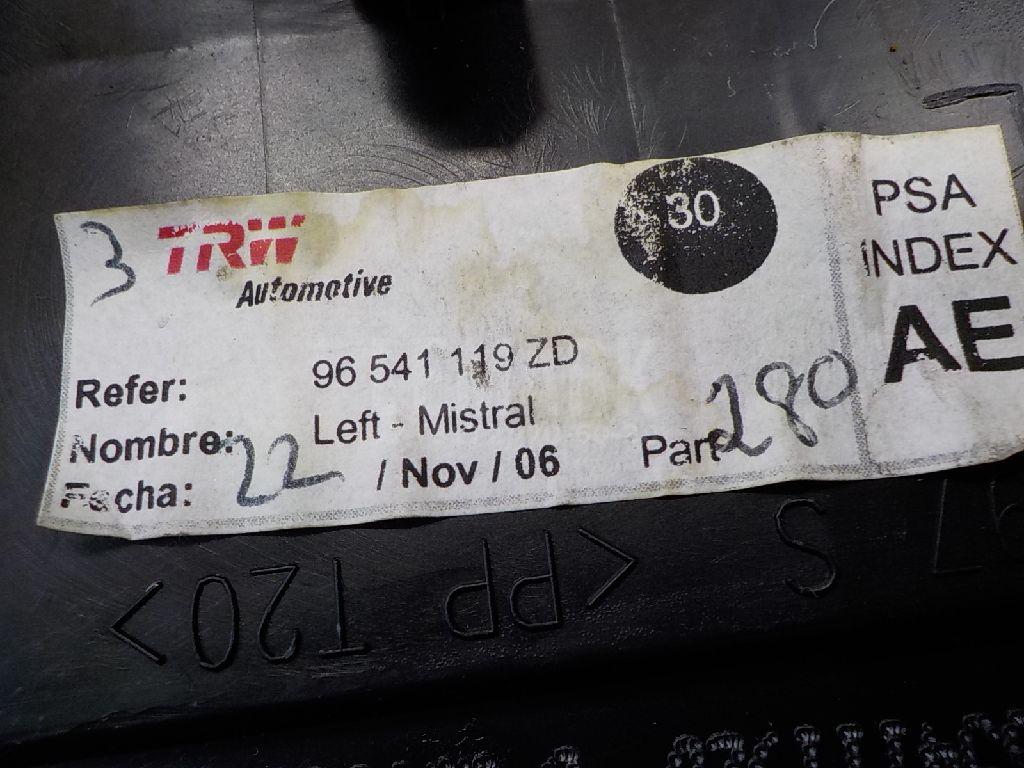 3 TRW
Automotive
30
PSA
INDEX
AE
Refer: 96 541 119 ZD
Nombre: Left - Mistral
Fecha: 22 / Nov / 06 Part 280
<PP T20>
S